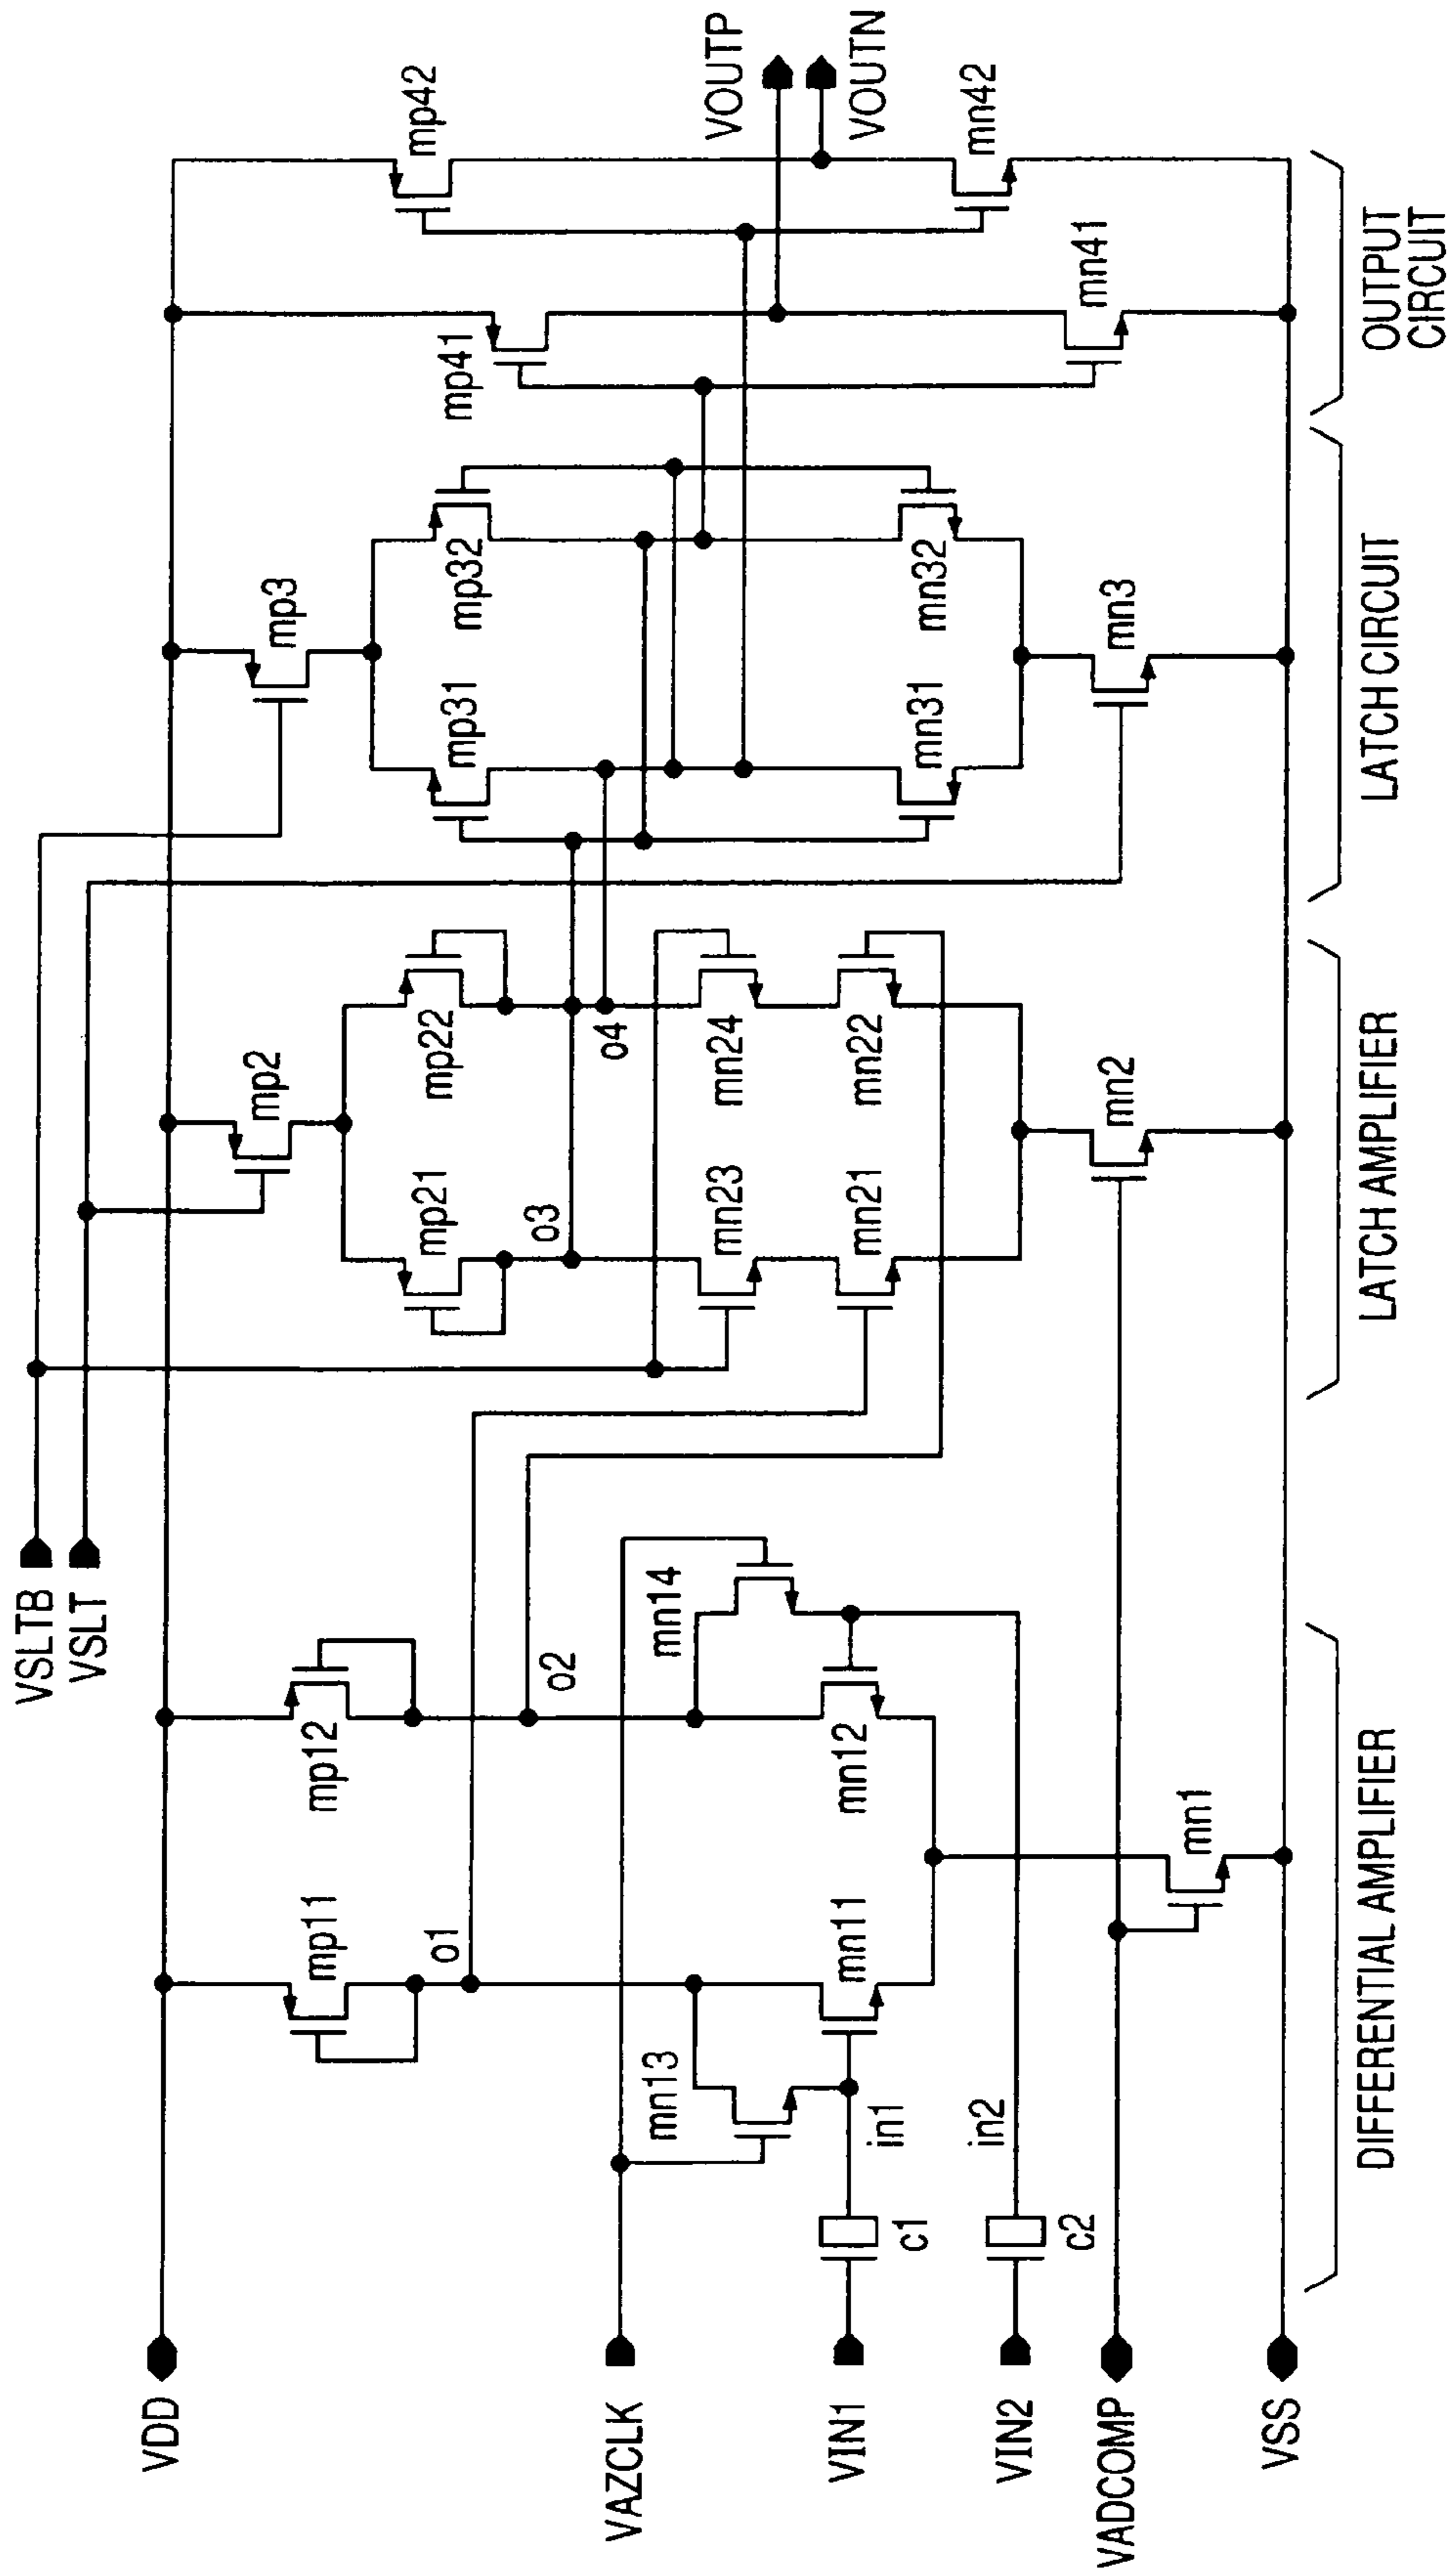 VSLTB
VSLT
VDD
VAZCLK
VIN1
VIN2
VADCOMP
VSS
c1
c2
in1
in2
mn13
mp11
o1
mn11
mn1
mp12
o2
mn12
mn14
mp21
o3
mn23
mn21
mp2
mn2
mp22
o4
mn24
mn22
mp31
mn31
mp3
mn3
mp32
mn32
mp41
mn41
mp42
mn42
VOUTP
VOUTN
DIFFERENTIAL AMPLIFIER
LATCH AMPLIFIER
LATCH CIRCUIT
OUTPUT
CIRCUIT